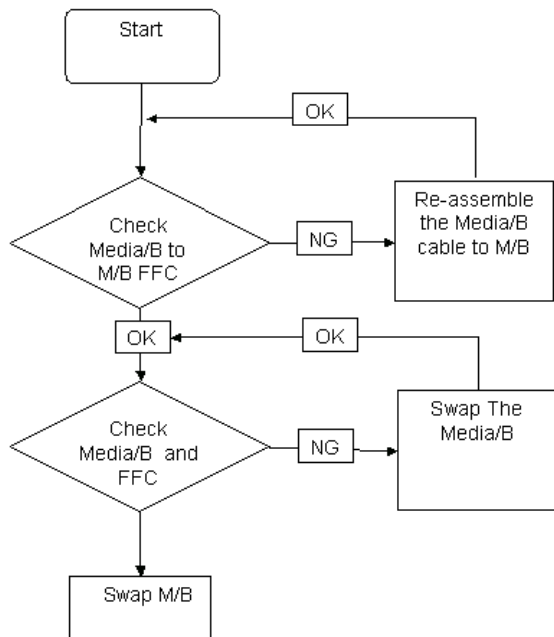 Start
OK
Check
Media/B to
M/B FFC
NG
Re-assemble
the Media/B
cable to M/B
OK
OK
Check
Media/B and
FFC
NG
Swap The
Media/B
Swap M/B